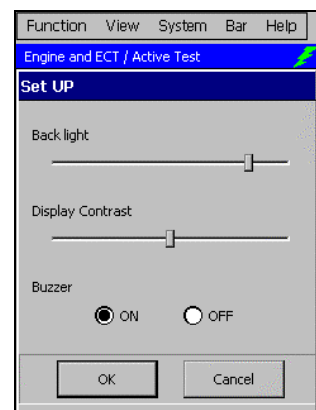 Function View System Bar Help
Engine and ECT / Active Test
Set UP
Back light
Display Contrast
Buzzer
ON OFF
OK Cancel